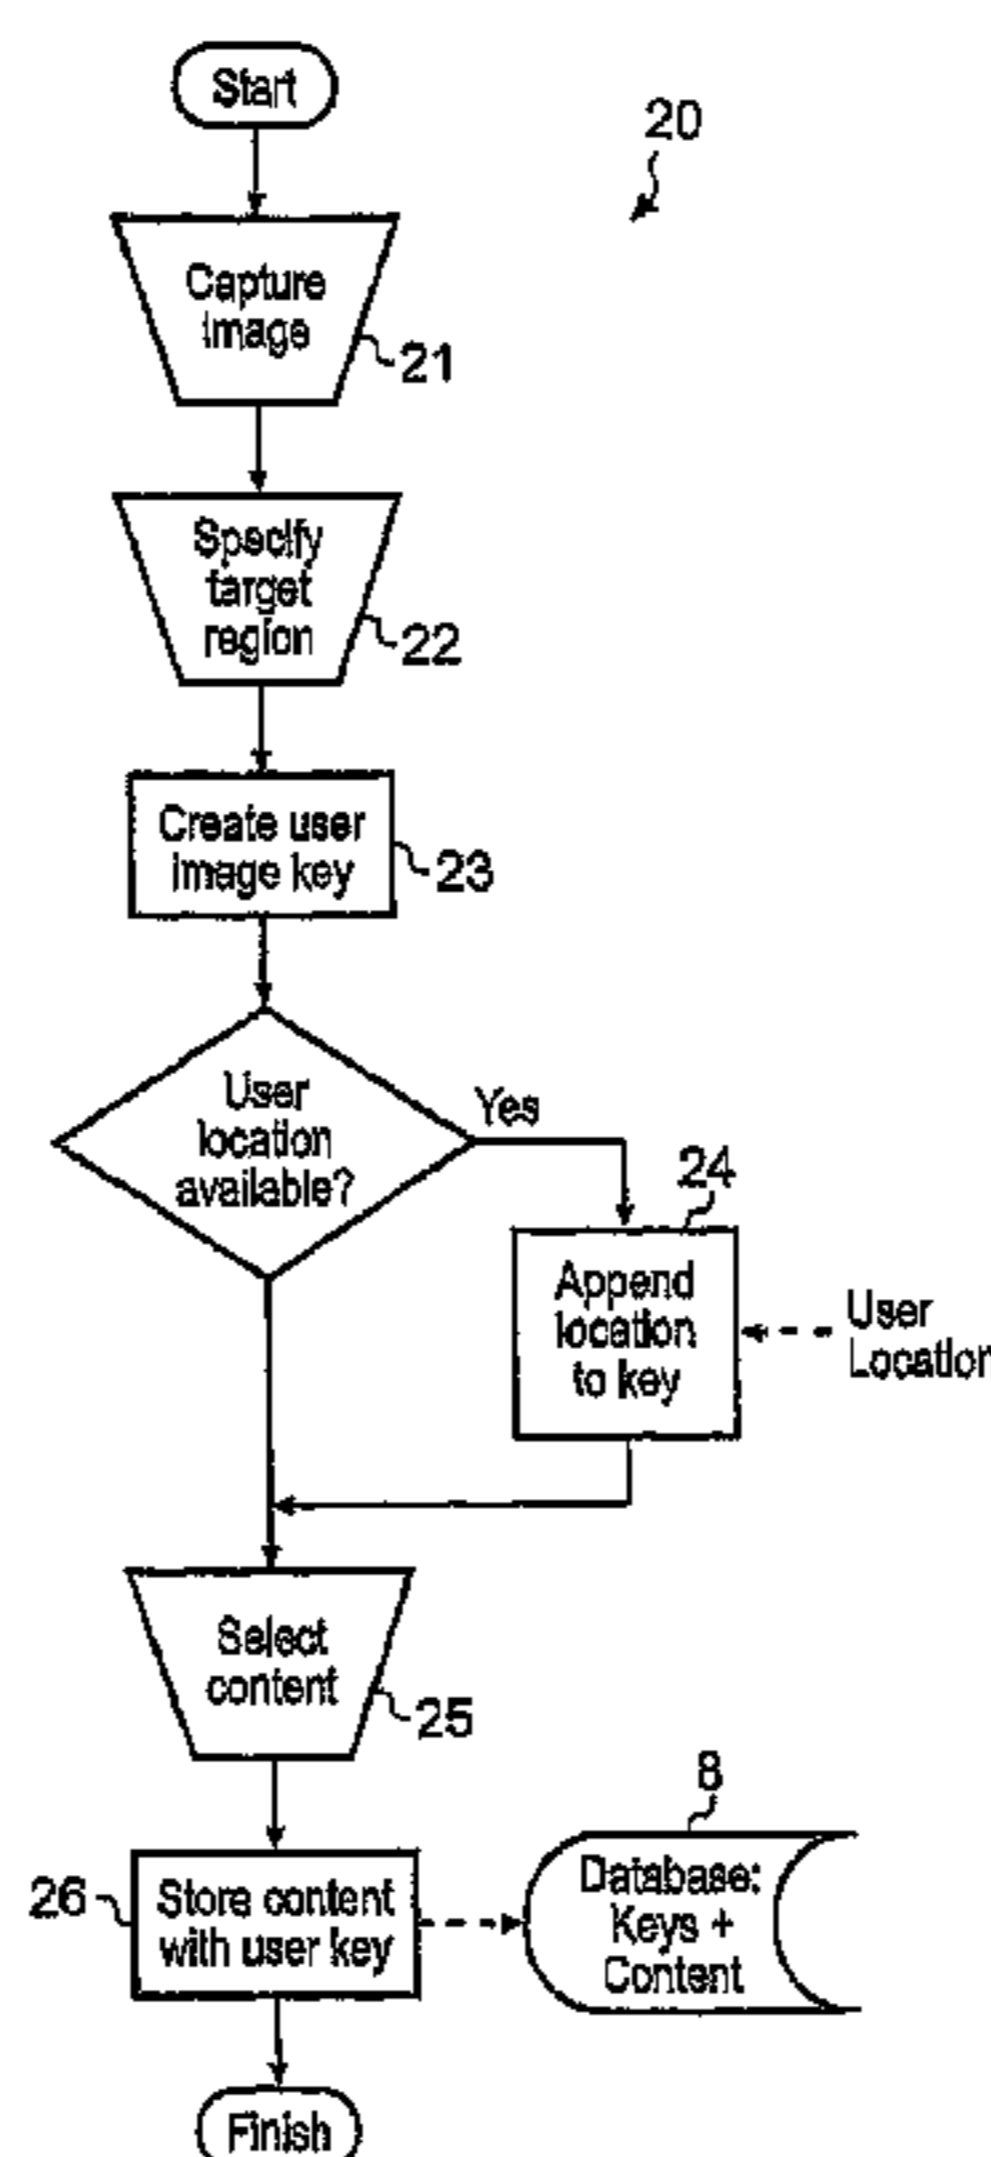 Start
20
Capture
image
21
Specify
target
region
22
Create user
image key
23
User
location
available?
Yes
24
Append
location
to key
User
Location
Select
content
25
8
26
Store content
with user key
Database:
Keys +
Content
Finish